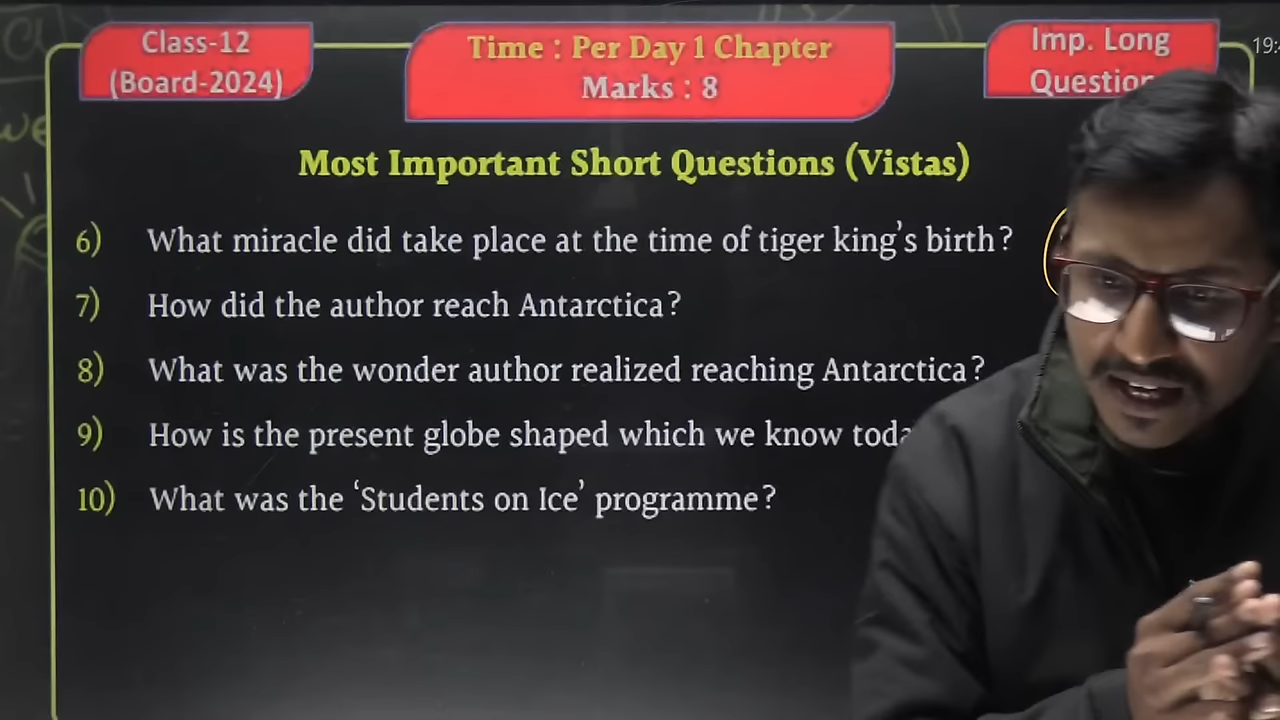 Class-12
(Board-2024)
Time : Per Day 1 Chapter
Marks : 8
Imp. Long
19:
Most Important Short Questions (Vistas)
6) What miracle did take place at the time of tiger king's birth?
7) How did the author reach Antarctica?
8) What was the wonder author realized reaching Antarctica?
9) How is the present globe shaped which we know
10) What was the ‘Students on Ice’ programme?